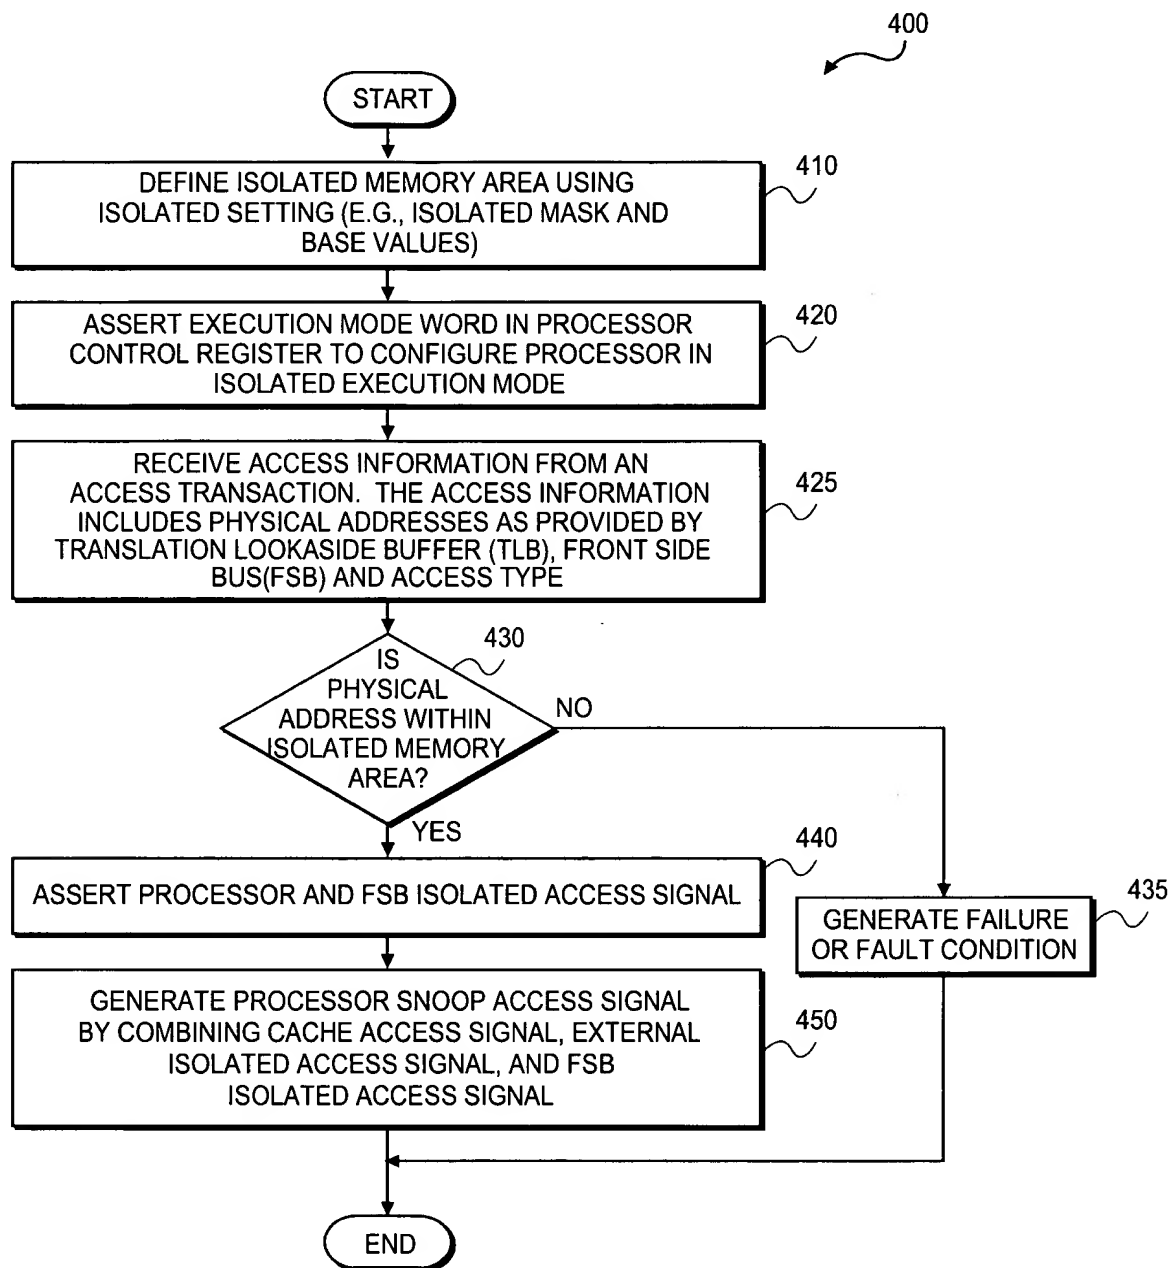 400
START
DEFINE ISOLATED MEMORY AREA USING
ISOLATED SETTING (E.G., ISOLATED MASK AND
BASE VALUES)
410
ASSERT EXECUTION MODE WORD IN PROCESSOR
CONTROL REGISTER TO CONFIGURE PROCESSOR IN
ISOLATED EXECUTION MODE
420
RECEIVE ACCESS INFORMATION FROM AN
ACCESS TRANSACTION. THE ACCESS INFORMATION
INCLUDES PHYSICAL ADDRESSES AS PROVIDED BY
TRANSLATION LOOKASIDE BUFFER (TLB), FRONT SIDE
BUS(FSB) AND ACCESS TYPE
425
IS
PHYSICAL
ADDRESS WITHIN
ISOLATED MEMORY
AREA?
430
NO
YES
ASSERT PROCESSOR AND FSB ISOLATED ACCESS SIGNAL
440
GENERATE FAILURE
OR FAULT CONDITION
435
GENERATE PROCESSOR SNOOP ACCESS SIGNAL
BY COMBINING CACHE ACCESS SIGNAL, EXTERNAL
ISOLATED ACCESS SIGNAL, AND FSB
ISOLATED ACCESS SIGNAL
450
END